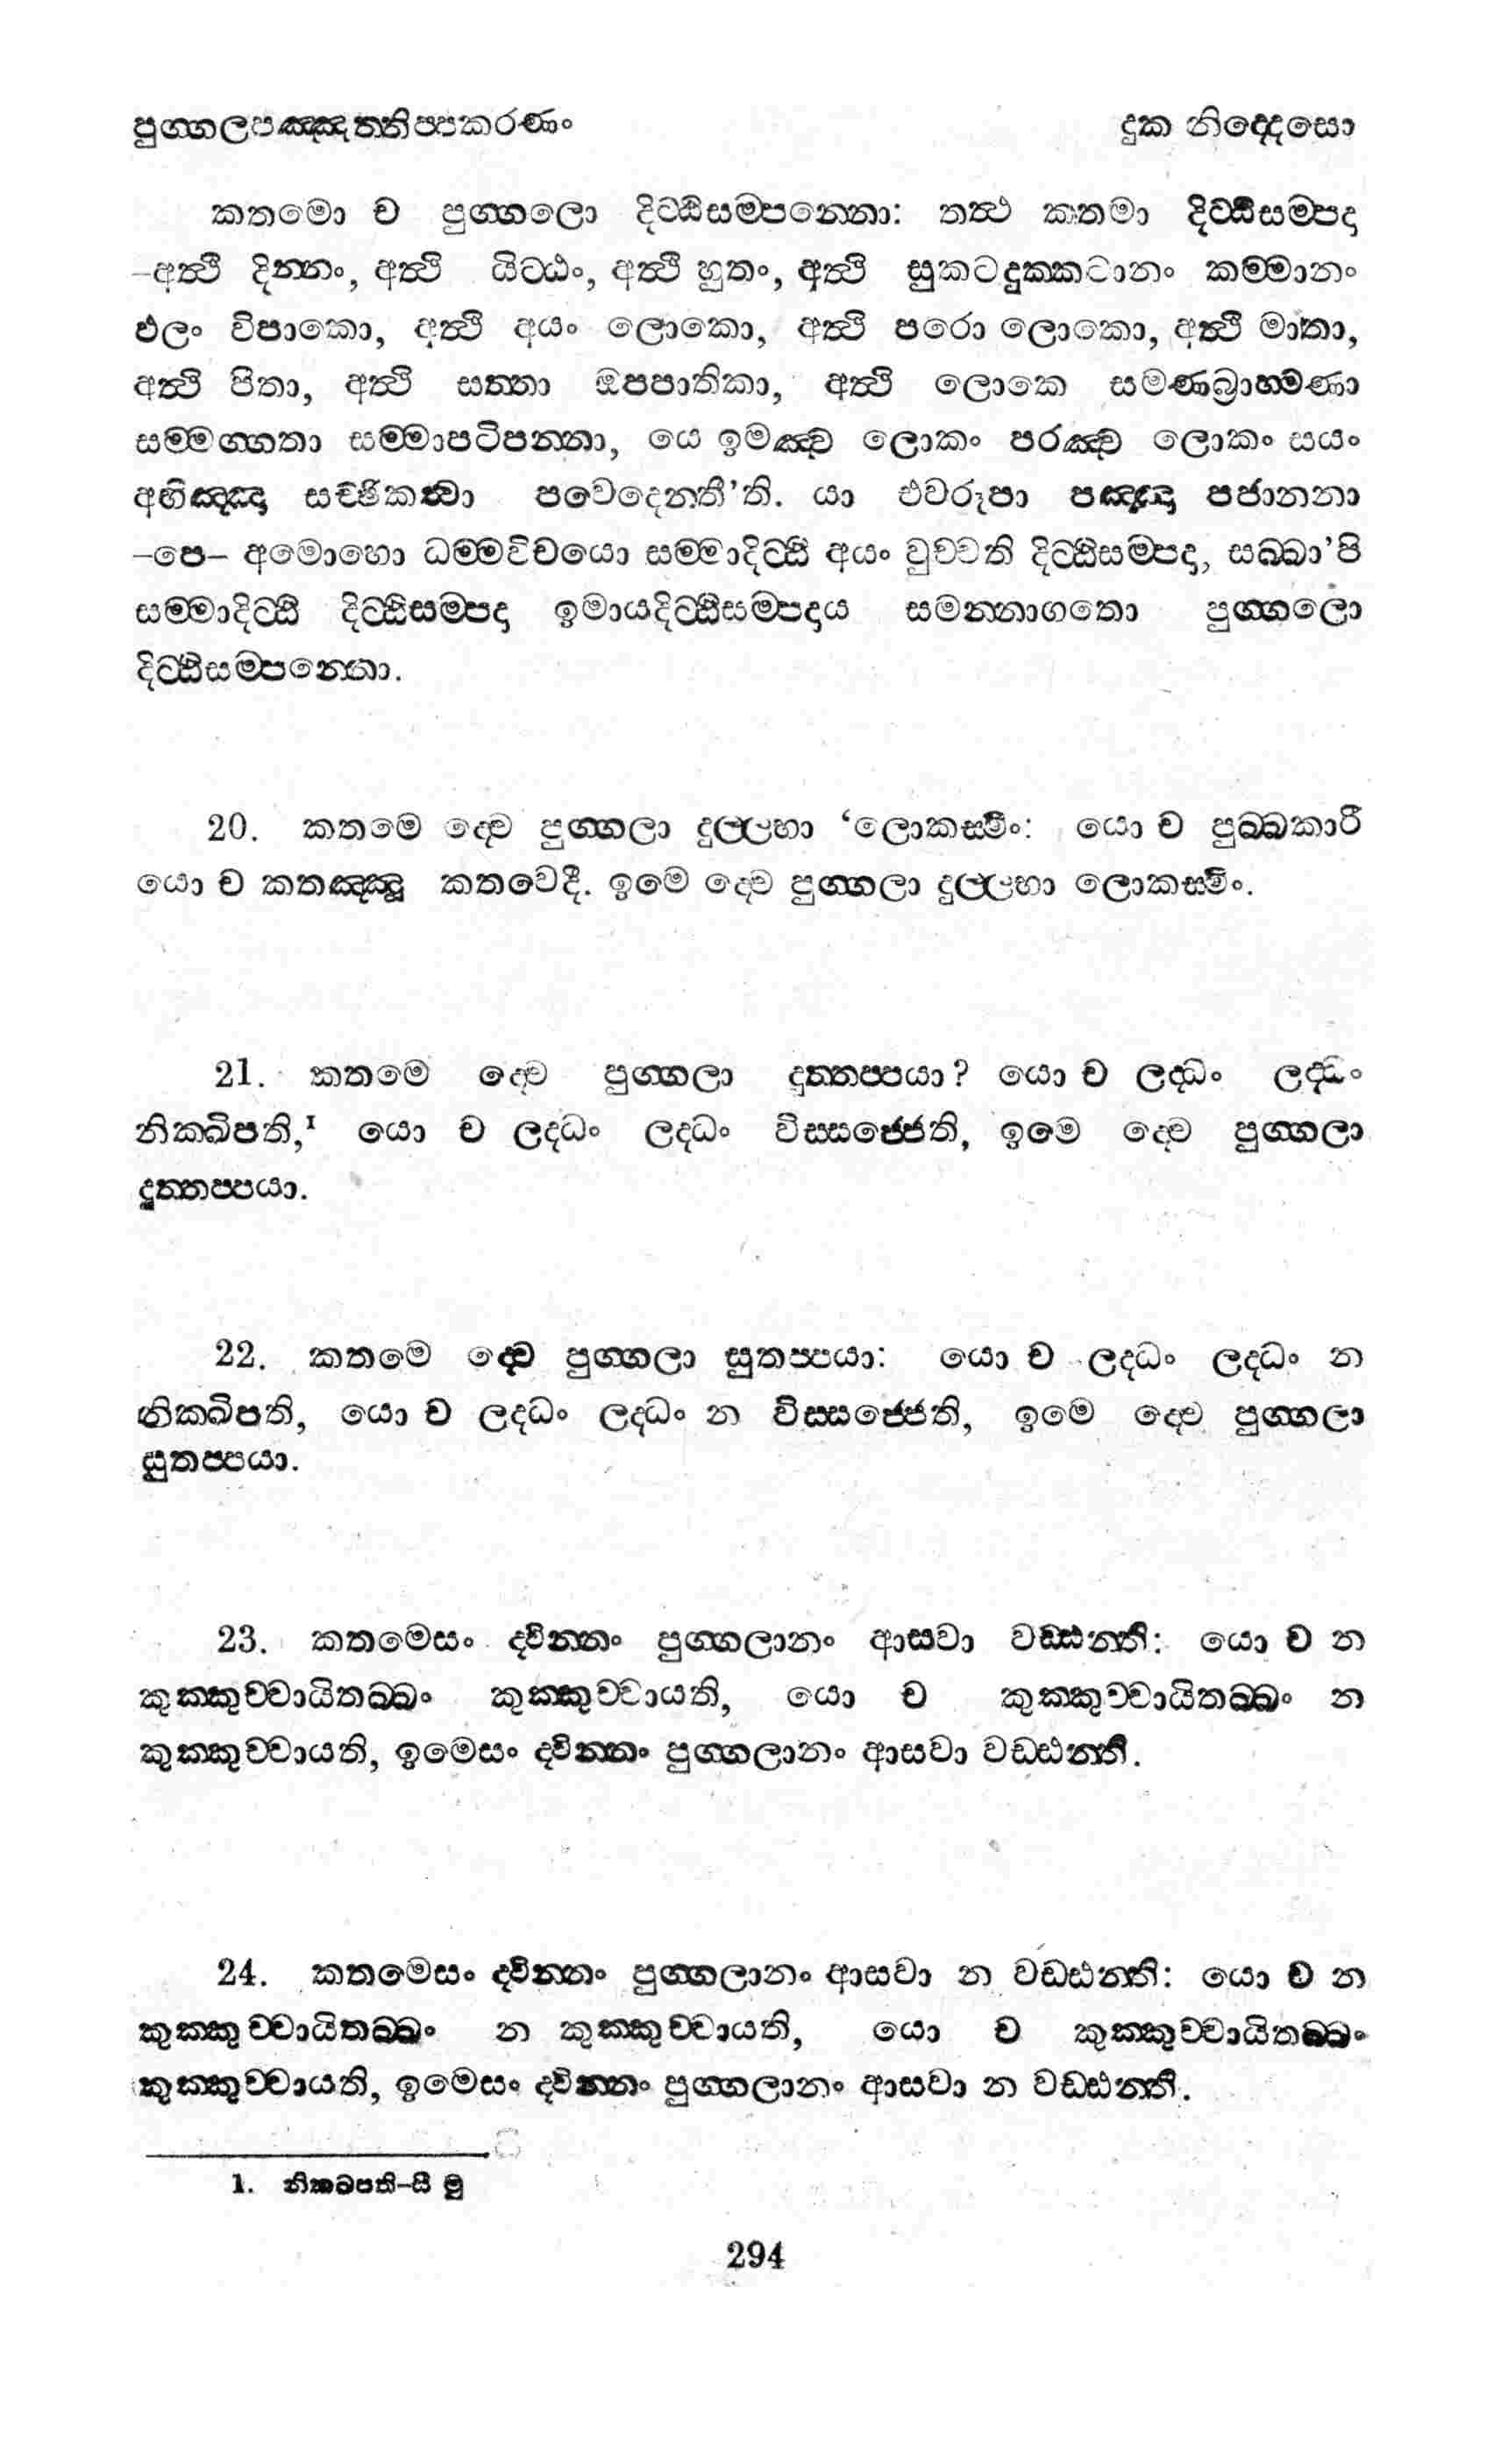 පුග්ගලපඤ්ඤත්තිප්පකරණං දුක නිද්දෙසො
කතමො ච පුග්ගලො දිට්ඨිසම්පන්නො: තත්ථ කතමා දිට්ඨිසම්පදා
–අත්ථි දින්නං, අත්ථි යිට්ඨං, අත්ථි හුතං, අත්ථි සුකටදුක්කටානං කම්මානං
ඵලං විපාකො, අත්ථි අයං ලොකො, අත්ථි පරො ලොකො, අත්ථි මාතා,
අත්ථි පිතා, අත්ථි සත්තා ඔපපාතිකා, අත්ථි ලොකෙ සමණබ්‍රාහ්මණා
සම්මග්ගතා සම්මාපටිපන්නා, යෙ ඉමඤ්ච ලොකං පරඤ්ච ලොකං සයං
අභිඤ්ඤා සච්ඡිකත්වා පවෙදෙන්තී’ති. යා එවරූපා පඤ්ඤා පජානනා
–පෙ– අමොහො ධම්මවිචයො සම්මාදිට්ඨි අයං වුච්චති දිට්ඨිසම්පදා, සබ්බා’පි
සම්මාදිට්ඨි දිට්ඨිසම්පදා ඉමායදිට්ඨිසම්පදාය සමන්නාගතො පුග්ගලො
දිට්ඨිසම්පන්නො.
20. කතමෙ ද්වෙ පුග්ගලා දුල්ලභා ‘ලොකස්මිං: යො ච පුබ්බකාරී
යො ච කතඤ්ඤූ කතවෙදී. ඉමෙ ද්වෙ පුග්ගලා දුල්ලභා ලොකස්මිං.
21. කතමෙ ද්වෙ පුග්ගලා දුත්තප්පයා? යො ච ලද්ධං ලද්ධං
නික්ඛිපති,¹ යො ච ලද්ධං ලද්ධං විස්සජ්ජෙති, ඉමෙ ද්වෙ පුග්ගලා
දුත්තප්පයා.
22. කතමෙ ද්වෙ පුග්ගලා සුතප්පයා: යො ච ලද්ධං ලද්ධං න
නික්ඛිපති, යො ච ලද්ධං ලද්ධං න විස්සජ්ජෙති, ඉමෙ ද්වෙ පුග්ගලා
සුතප්පයා.
23. කතමෙසං ද්වින්නං පුග්ගලානං ආසවා වඩ්ඪන්ති: යො ච න
කුක්කුච්චායිතබ්බං කුක්කුච්චායති, යො ච කුක්කුච්චායිතබ්බං න
කුක්කුච්චායති, ඉමෙසං ද්වින්නං පුග්ගලානං ආසවා වඩ්ඪන්ති.
24. කතමෙසං ද්වින්නං පුග්ගලානං ආසවා න වඩ්ඪන්ති: යො ච න
කුක්කුච්චායිතබ්බං න කුක්කුච්චායති, යො ච කුක්කුච්චායිතබ්බං
කුක්කුච්චායති, ඉමෙසං ද්වින්නං පුග්ගලානං ආසවා න වඩ්ඪන්ති.
1. නික්ඛපති–සී මු
294